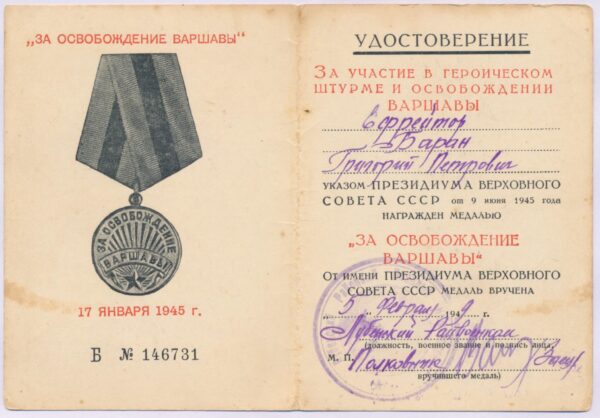 „ЗА ОСВОБОЖДЕНИЕ ВАРШАВЫ“
ЗА ОСВОБОЖДЕНИЕ
ВАРШАВЫ
17 ЯНВАРЯ 1945 г.
Б № 146731
УДОСТОВЕРЕНИЕ
ЗА УЧАСТИЕ В ГЕРОИЧЕСКОМ
ШТУРМЕ И ОСВОБОЖДЕНИИ
ВАРШАВЫ
Ефрейтор
Баран
Григорий Петрович
УКАЗОМ ПРЕЗИДИУМА ВЕРХОВНОГО
СОВЕТА СССР от 9 июня 1945 года
НАГРАЖДЕН МЕДАЛЬЮ
„ЗА ОСВОБОЖДЕНИЕ
ВАРШАВЫ“
ОТ ИМЕНИ ПРЕЗИДИУМА ВЕРХОВНОГО
СОВЕТА СССР МЕДАЛЬ ВРУЧЕНА
5 Февраля 194 г.
Райвоенком
(должность, военное звание и подпись лица,
М. П. Полковник
вручившего медаль)